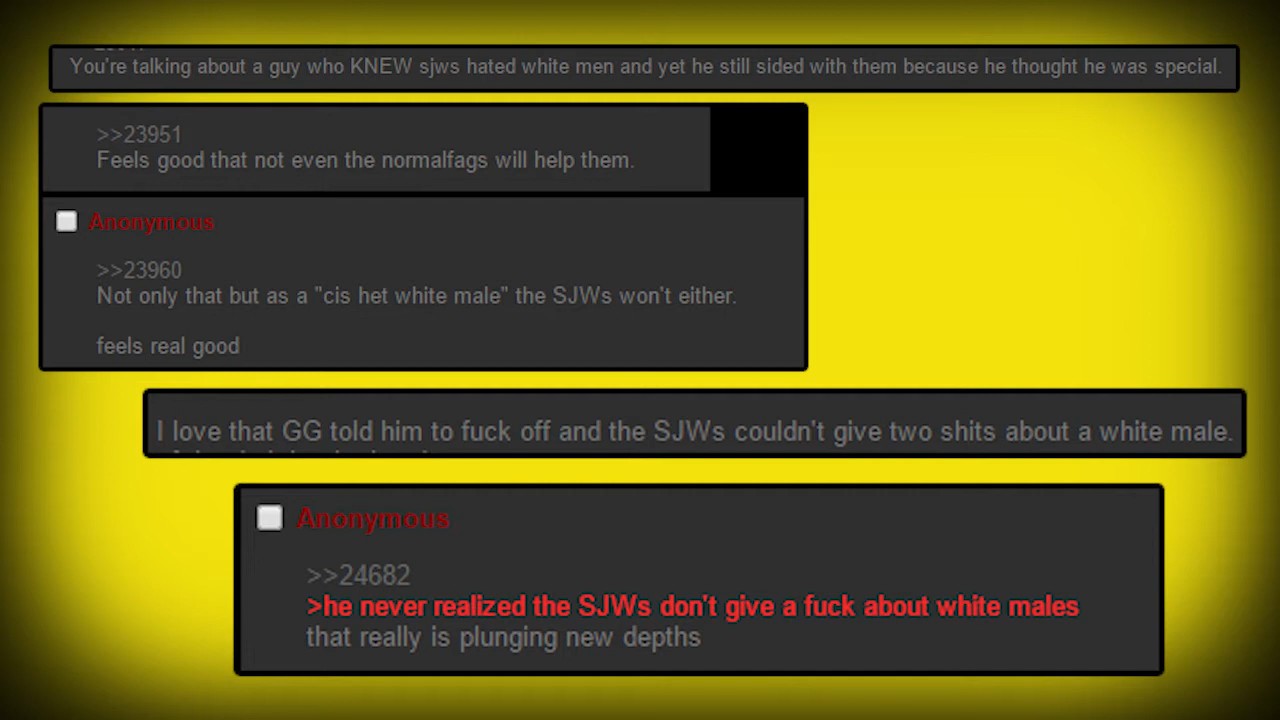 You're talking about a guy who KNEW sjws hated white men and yet he still sided with them because he thought he was special.
>>23951
Feels good that not even the normalfags will help them.
Anonymous
>>23960
Not only that but as a "cis het white male" the SJWs won't either.
feels real good
I love that GG told him to fuck off and the SJWs couldn't give two shits about a white male.
Anonymous
>>24682
>he never realized the SJWs don't give a fuck about white males
that really is plunging new depths